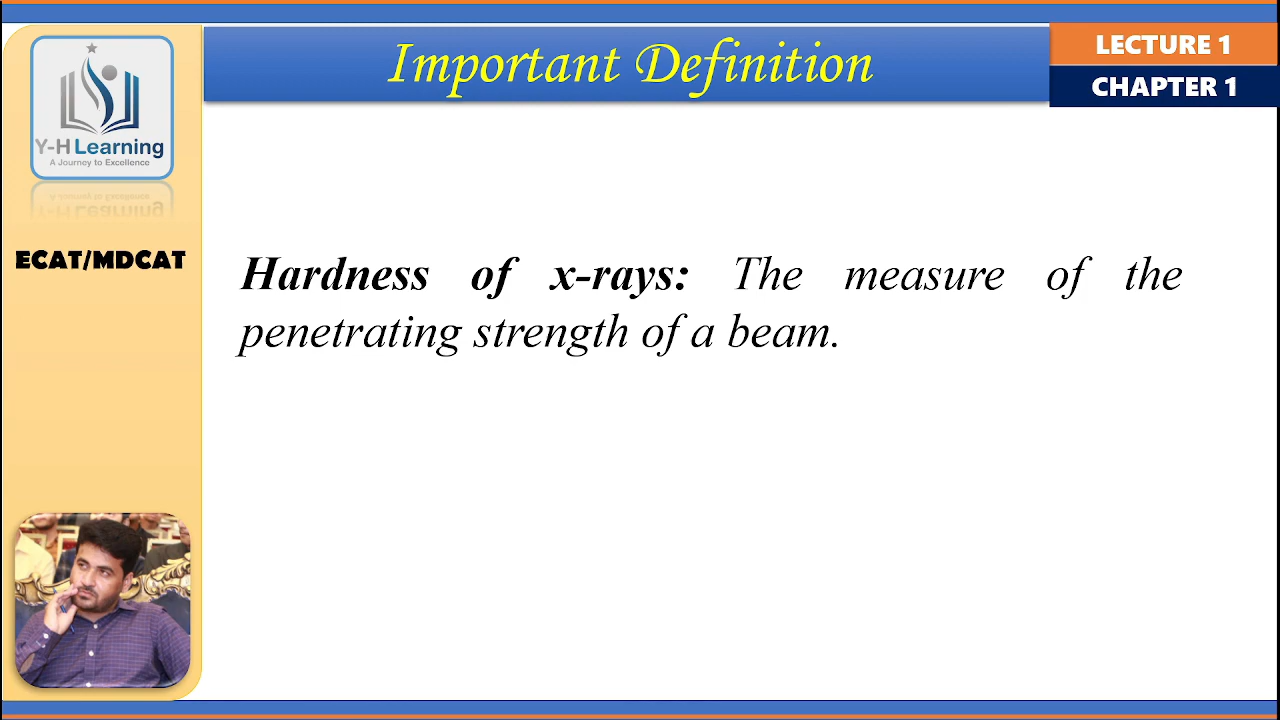 Important Definition
LECTURE 1
CHAPTER 1
Y-H Learning
A Journey to Excellence
ECAT/MDCAT
Hardness of x-rays: The measure of the
penetrating strength of a beam.